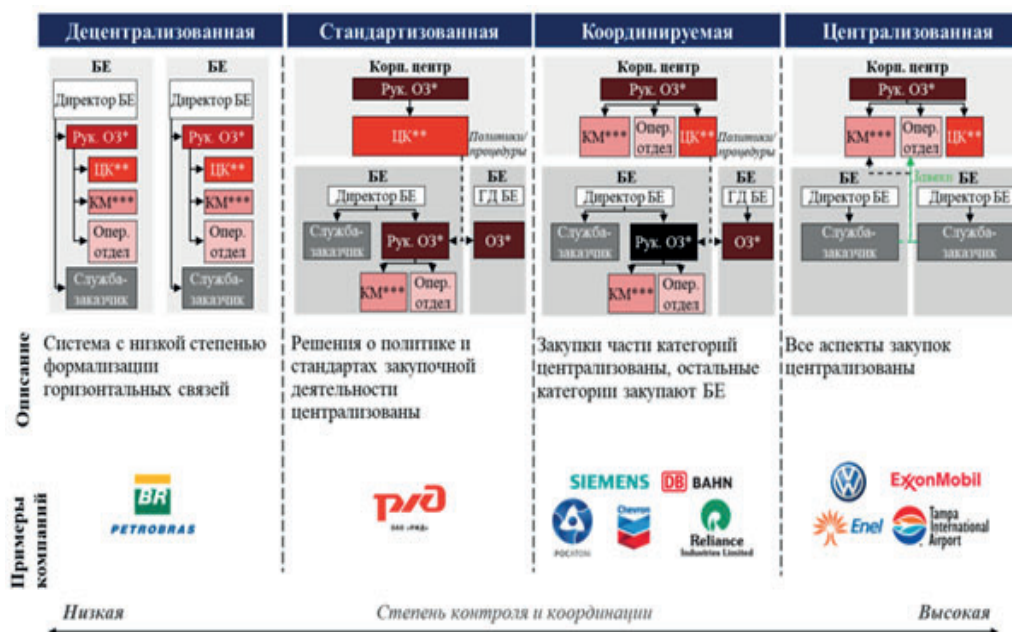 Децентрализованная
Стандартизованная
Координируемая
Централизованная
БЕ
БЕ
Директор БЕ
Директор БЕ
Рук. ОЗ*
Рук. ОЗ*
ЦК**
ЦК**
КМ***
КМ***
Опер.
отдел
Опер.
отдел
Служба-
заказчик
Служба-
заказчик
Корп. центр
Рук. ОЗ*
ЦК**
Политики/
процедуры
БЕ
БЕ
Директор БЕ
ГД БЕ
Служба-
заказчик
Рук. ОЗ*
ОЗ*
КМ***
Опер.
отдел
Корп. центр
Рук. ОЗ*
КМ***
Опер.
отдел
ЦК**
Политики/
процедуры
БЕ
БЕ
Директор БЕ
ГД БЕ
Служба-
заказчик
Рук. ОЗ*
ОЗ*
КМ***
Опер.
отдел
Корп. центр
Рук. ОЗ*
КМ***
Опер.
отдел
ЦК**
Заявки
БЕ
БЕ
Директор БЕ
Директор БЕ
Служба-
заказчик
Служба-
заказчик
Описание
Система с низкой степенью
формализации
горизонтальных связей
Решения о политике и
стандартах закупочной
деятельности
централизованы
Закупки части категорий
централизованы, остальные
категории закупают БЕ
Все аспекты закупок
централизованы
Примеры
компаний
BR
PETROBRAS
РЖД
ОАО «РЖД»
SIEMENS
DB BAHN
РОСАТОМ
Chevron
Reliance
Industries Limited
VW
ExxonMobil
Enel
Tampa
International
Airport
Низкая
Степень контроля и координации
Высокая